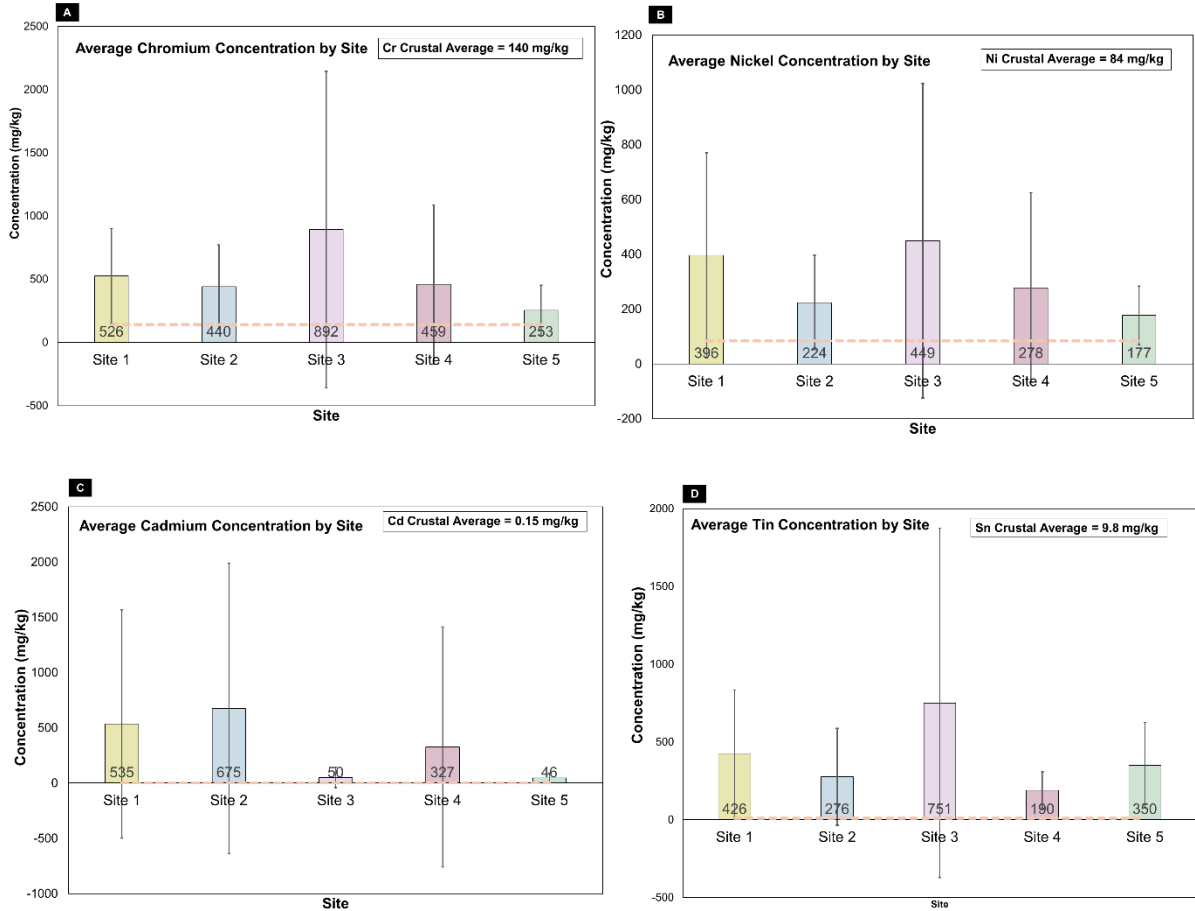 A
Average Chromium Concentration by Site
Cr Crustal Average = 140 mg/kg
Concentration (mg/kg)
2500
2000
1500
1000
500
0
-500
526
440
892
459
253
Site 1
Site 2
Site 3
Site 4
Site 5
Site
B
Average Nickel Concentration by Site
Ni Crustal Average = 84 mg/kg
Concentration (mg/kg)
1200
1000
800
600
400
200
0
-200
396
224
449
278
177
Site 1
Site 2
Site 3
Site 4
Site 5
Site
C
Average Cadmium Concentration by Site
Cd Crustal Average = 0.15 mg/kg
Concentration (mg/kg)
2500
2000
1500
1000
500
0
-500
-1000
535
675
50
327
46
Site 1
Site 2
Site 3
Site 4
Site 5
Site
D
Average Tin Concentration by Site
Sn Crustal Average = 9.8 mg/kg
Concentration (mg/kg)
2000
1500
1000
500
0
-500
426
276
751
190
350
Site 1
Site 2
Site 3
Site 4
Site 5
Site